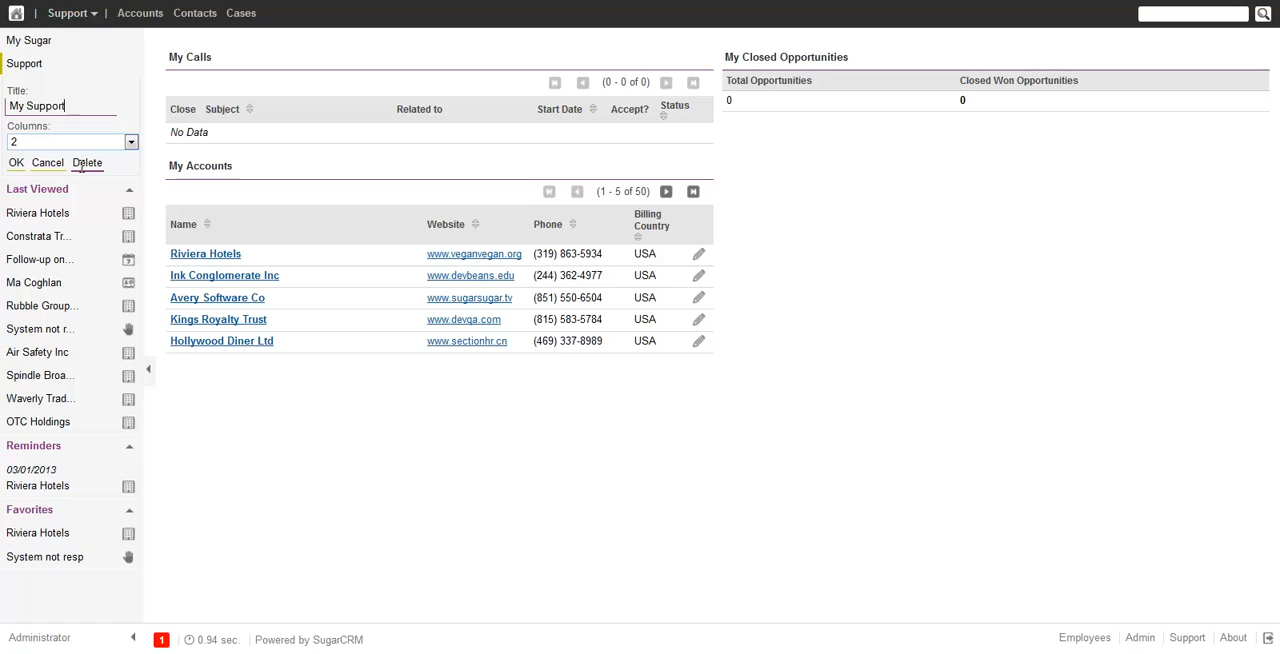 Support
Accounts
Contacts
Cases
My Sugar
Support
Title:
My Support
Columns:
2
OK Cancel Delete
Last Viewed
Riviera Hotels
Constrata Tr...
Follow-up on...
Ma Coghlan
Rubble Group...
System not r...
Air Safety Inc
Spindle Broa...
Waverly Trad...
OTC Holdings
Reminders
03/01/2013
Riviera Hotels
Favorites
Riviera Hotels
System not resp
My Calls
(0 - 0 of 0)
Close Subject Related to Start Date Accept? Status
No Data
My Accounts
(1 - 5 of 50)
Name Website Phone Billing Country
Riviera Hotels www.veganvegan.org (319) 863-5934 USA
Ink Conglomerate Inc www.devbeans.edu (244) 362-4977 USA
Avery Software Co www.sugarsugar.tv (851) 550-6504 USA
Kings Royalty Trust www.devqa.com (815) 583-5784 USA
Hollywood Diner Ltd www.sectionhr.cn (469) 337-8989 USA
My Closed Opportunities
Total Opportunities Closed Won Opportunities
0 0
Administrator
1
0.94 sec.
Powered by SugarCRM
Employees
Admin
Support
About